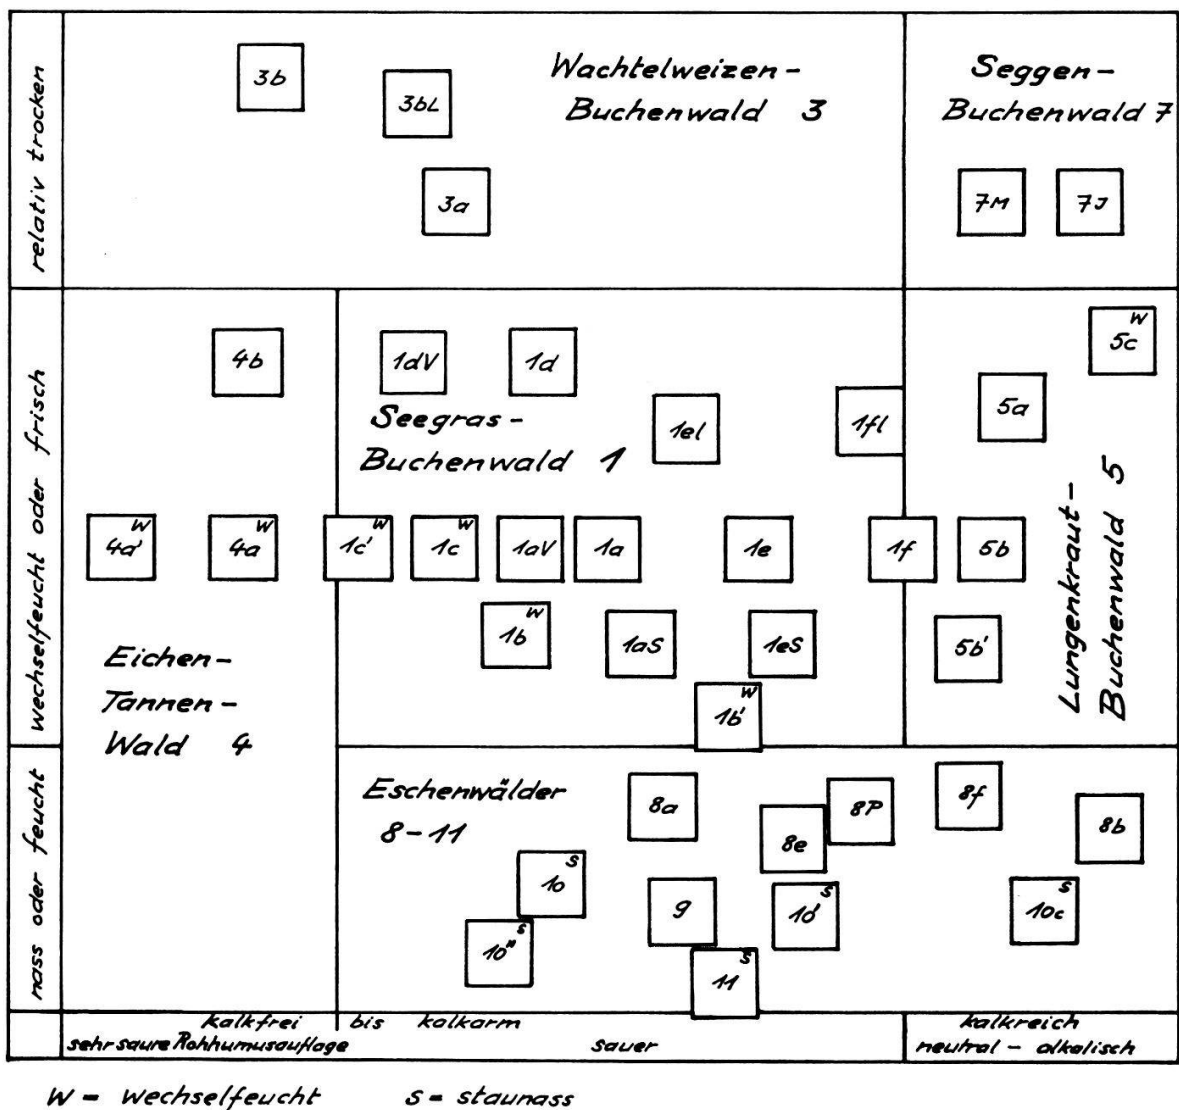 relativ trocken
3b
3bL
3a
Wachtelweizen-
Buchenwald 3
Seggen-
Buchenwald 7
7M
7J
wechselfeucht oder frisch
4b
1dV
1d
1el
1fl
5a
W
5c
Seegras-
Buchenwald 1
Lungenkraut-
Buchenwald 5
W
4a'
W
4a
W
1c'
W
1c
1aV
1a
1e
1f
5b
W
1b
1aS
1eS
5b'
W
1b'
Eichen-
Tannen-
Wald 4
nass oder feucht
Eschenwälder
8-11
8a
8e
8P
8f
8b
S
10
S
10"
9
S
10'
S
11
S
10c
kalkfrei bis kalkarm kalkreich
sehr saure Rohhumusauflage sauer neutral - alkalisch
W = wechselfeucht S = staunass